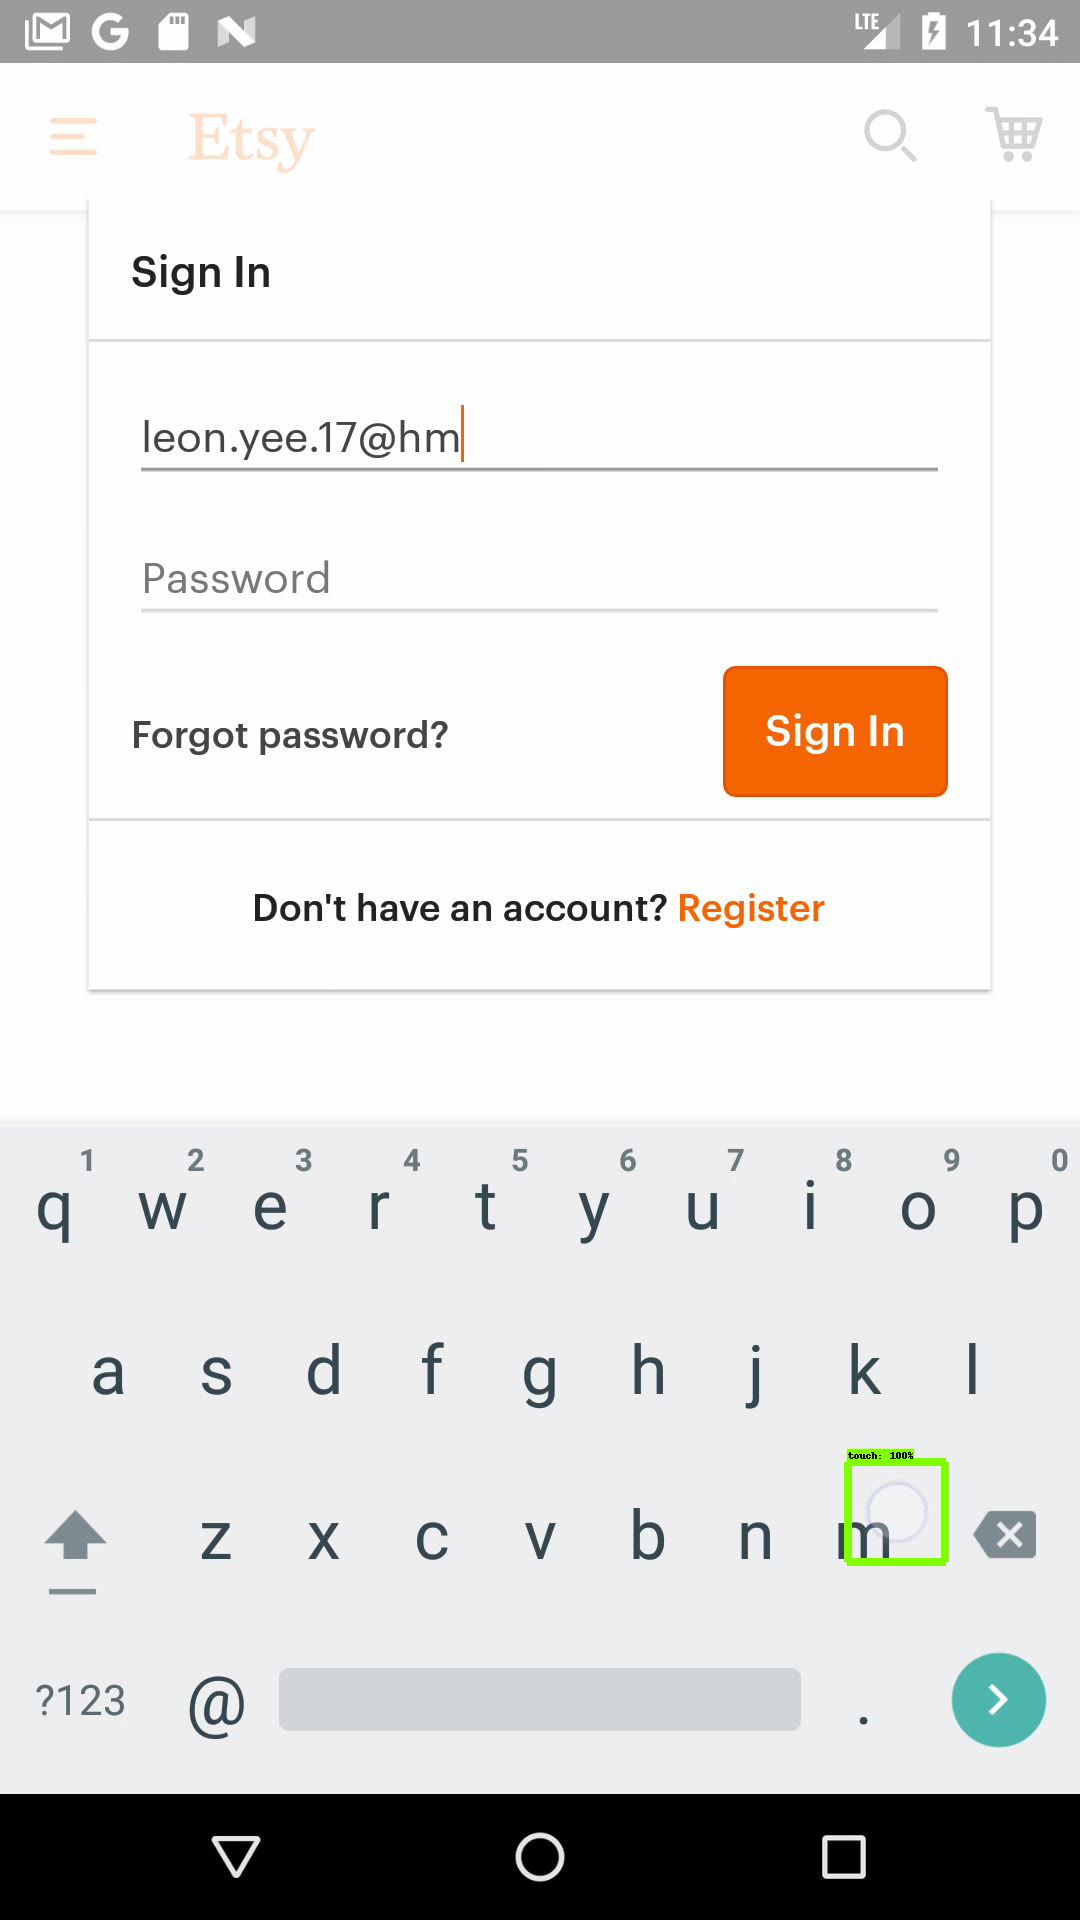 LTE 11:34
Etsy
Sign In
leon.yee.17@hm
Password
Forgot password? Sign In
Don't have an account? Register
1 2 3 4 5 6 7 8 9 0
q w e r t y u i o p
a s d f g h j k l
touch: 100%
z x c v b n m
?123 @ .